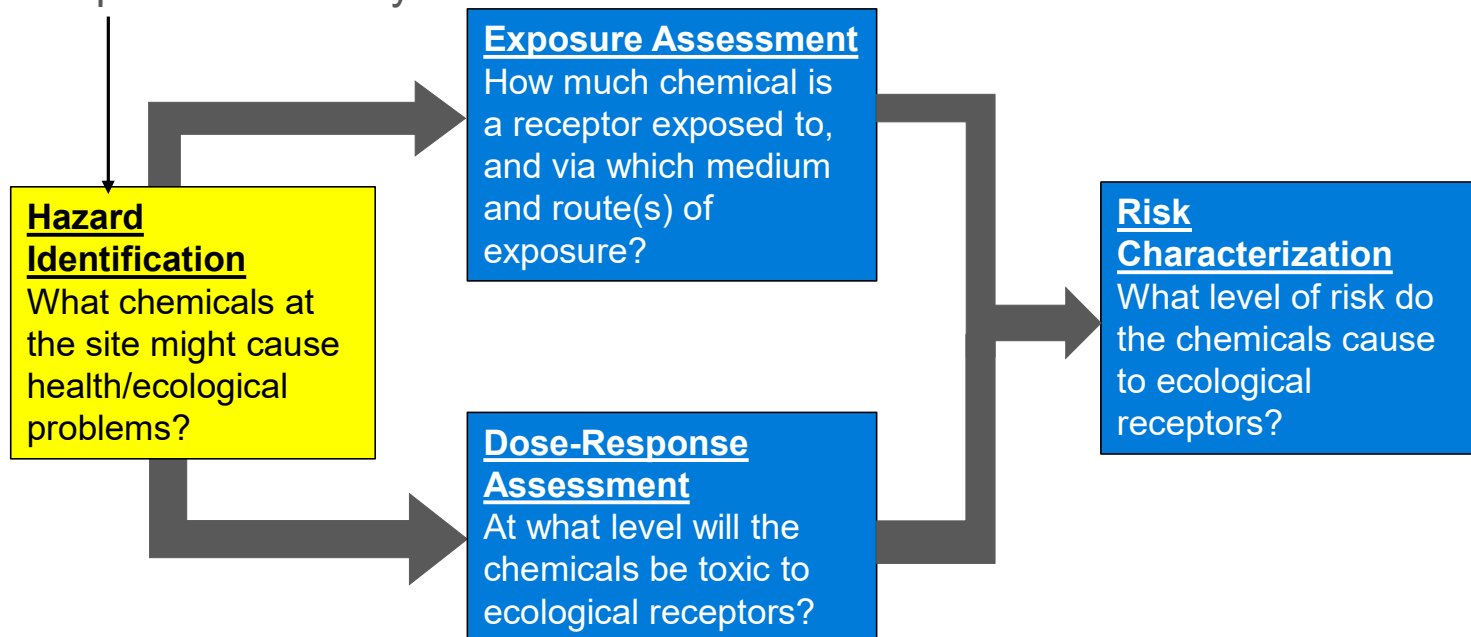 Hazard
Identification
What chemicals at
the site might cause
health/ecological
problems?
Exposure Assessment
How much chemical is
a receptor exposed to,
and via which medium
and route(s) of
exposure?
Dose-Response
Assessment
At what level will the
chemicals be toxic to
ecological receptors?
Risk
Characterization
What level of risk do
the chemicals cause
to ecological
receptors?